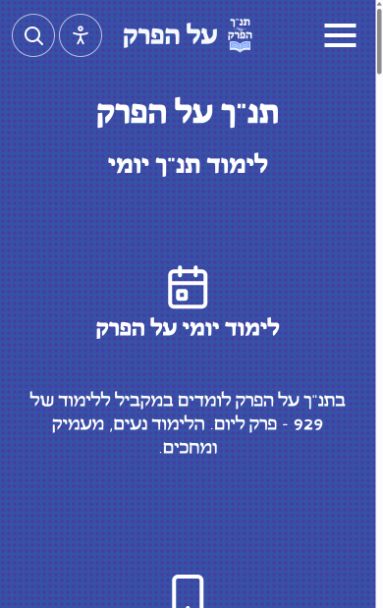 תנ"ך
על
הפרק
על הפרק
תנ"ך על הפרק
לימוד תנ"ך יומי
לימוד יומי על הפרק
בתנ"ך על הפרק לומדים במקביל ללימוד של
929 - פרק ליום. הלימוד נעים, מעמיק
ומחכים.